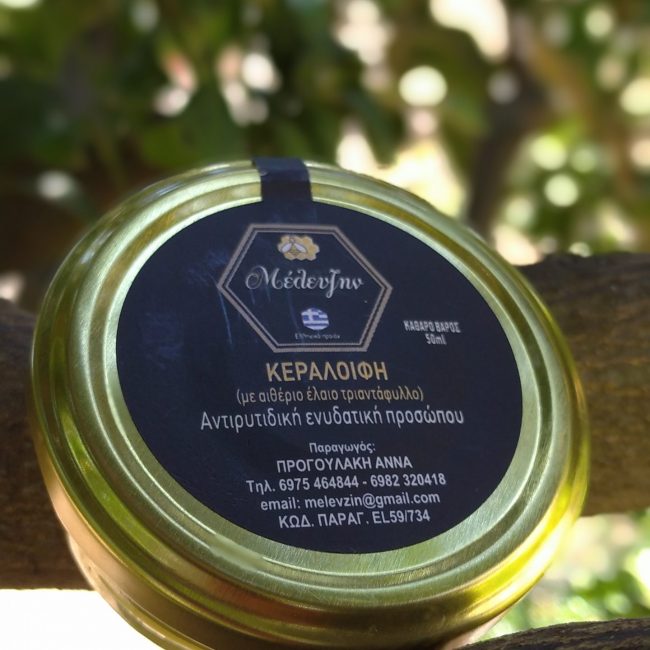 Μέλευζην
Ελληνικό προϊόν
ΚΑΘΑΡΟ ΒΑΡΟΣ
50ml
ΚΕΡΑΛΟΙΦΗ
(με αιθέριο έλαιο τριαντάφυλλο)
Αντιρυτιδική ενυδατική προσώπου
Παραγωγός:
ΠΡΟΓΟΥΛΑΚΗ ΑΝΝΑ
Τηλ. 6975 464844 - 6982 320418
email: melevzin@gmail.com
ΚΩΔ. ΠΑΡΑΓ. EL59/734